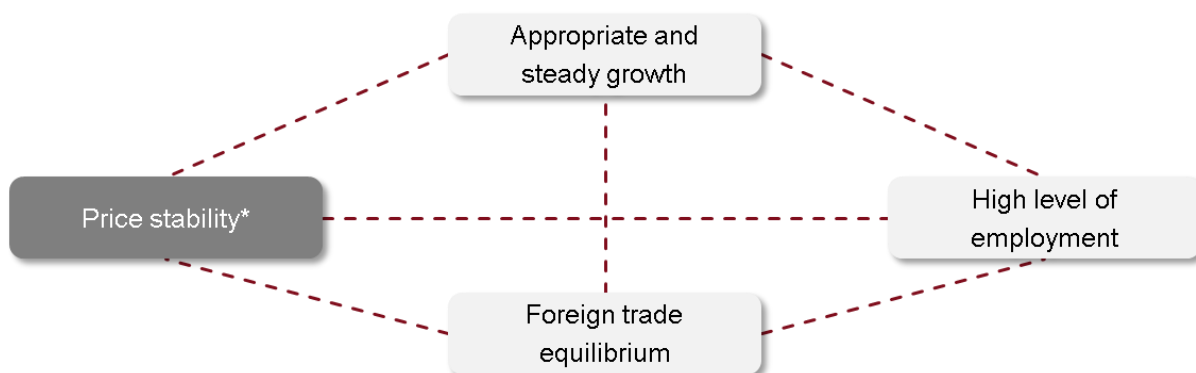 Appropriate and
steady growth
Price stability*
High level of
employment
Foreign trade
equilibrium